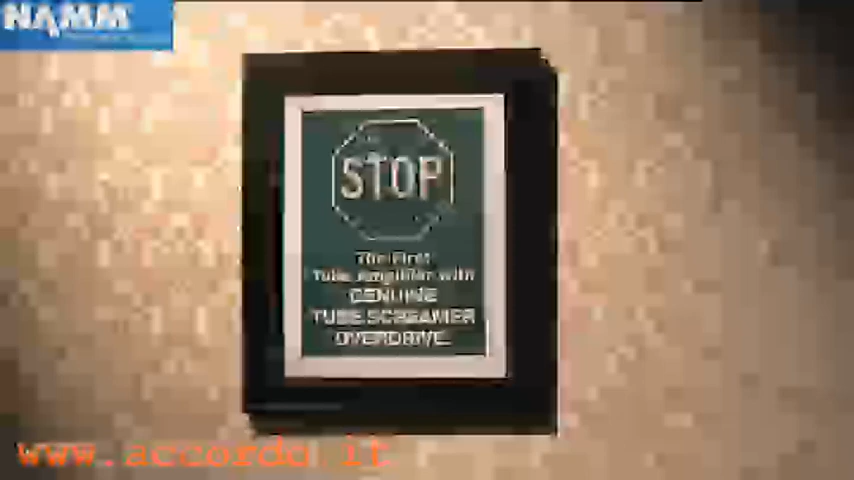 NAMM
STOP
The First
Tube Amplifier with
GENUINE
TUBE SCREAMER
OVERDRIVE.
www.accordo.it